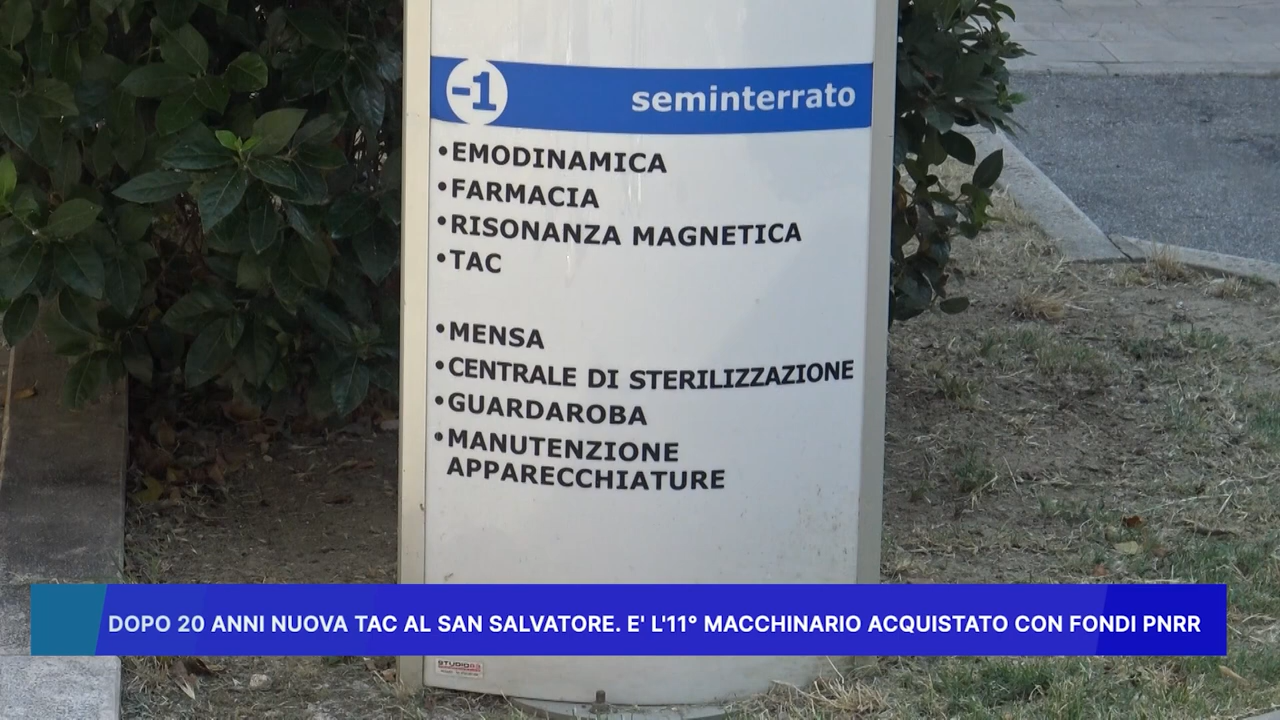 -1 seminterrato
•EMODINAMICA
•FARMACIA
•RISONANZA MAGNETICA
•TAC
•MENSA
•CENTRALE DI STERILIZZAZIONE
•GUARDAROBA
•MANUTENZIONE
APPARECCHIATURE
DOPO 20 ANNI NUOVA TAC AL SAN SALVATORE. E' L'11° MACCHINARIO ACQUISTATO CON FONDI PNRR